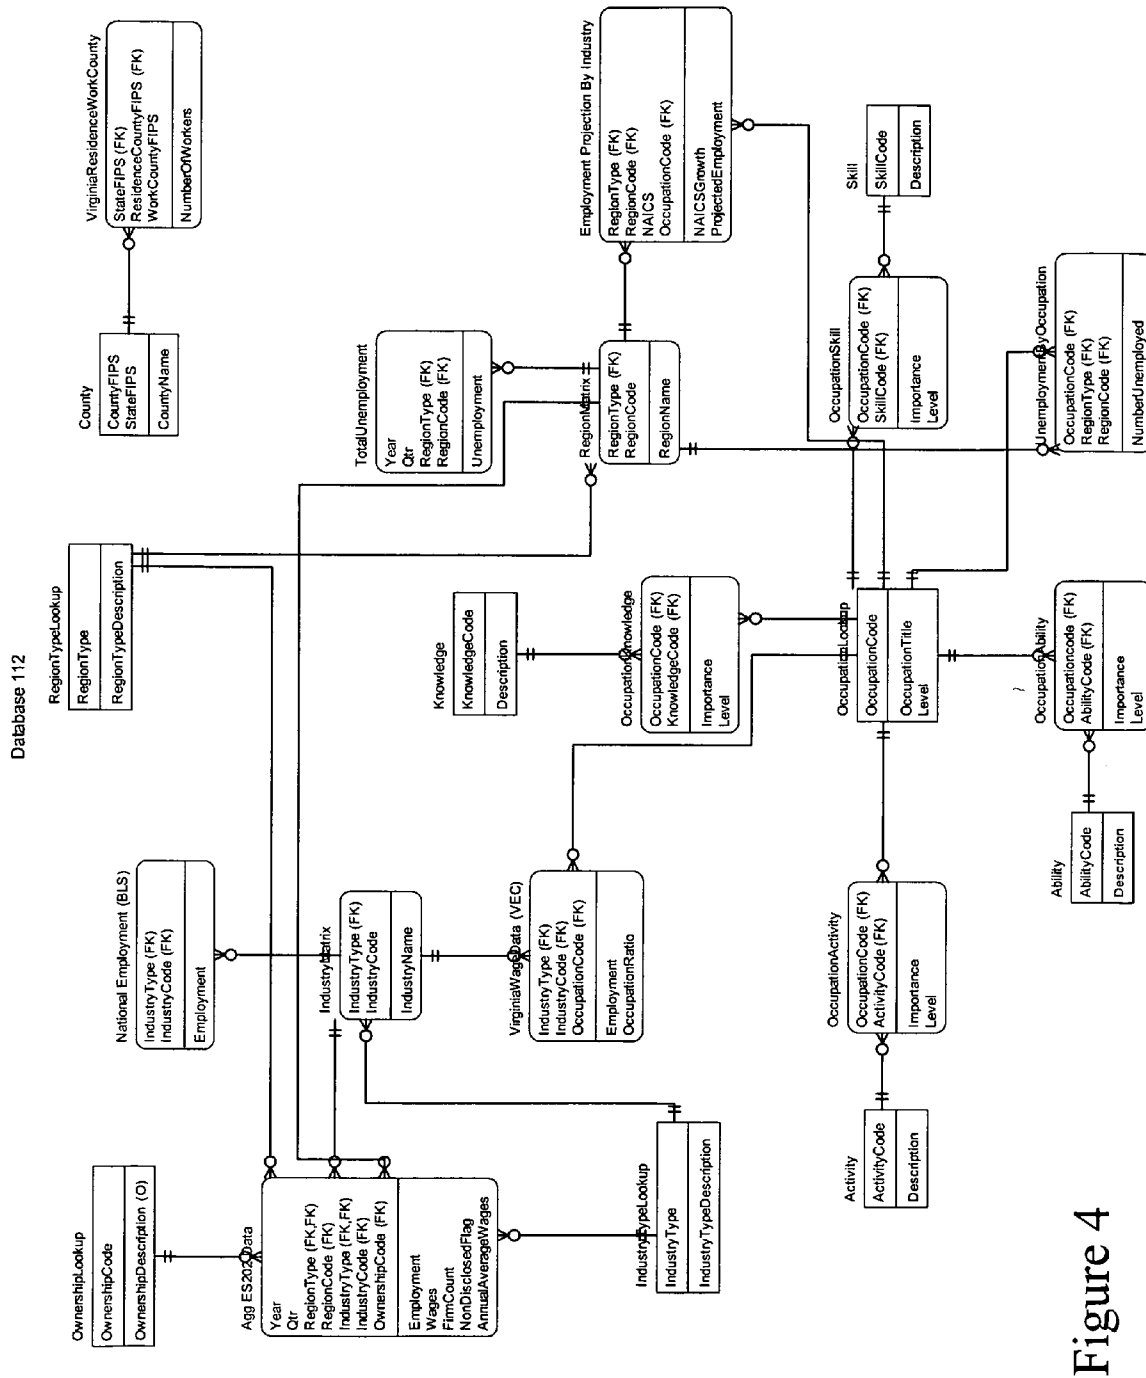 Database 112
OwnershipLookup
OwnershipCode
OwnershipDescription (O)
RegionTypeLookup
RegionType
RegionTypeDescription
County
CountyFIPS
StateFIPS
CountyName
VirginiaResidenceWorkCounty
StateFIPS (FK)
ResidenceCountyFIPS (FK)
WorkCountyFIPS
NumberOfWorkers
National Employment (BLS)
IndustryType (FK)
IndustryCode (FK)
Employment
Agg ES202 Data
Year
Qtr
RegionType (FK,FK)
RegionCode (FK)
IndustryType (FK,FK)
IndustryCode (FK)
OwnershipCode (FK)
Employment
Wages
FirmCount
NonDisclosedFlag
AnnualAverageWages
IndustryMatrix
IndustryType (FK)
IndustryCode
IndustryName
TotalUnemployment
Year
Qtr
RegionType (FK)
RegionCode (FK)
Unemployment
Knowledge
KnowledgeCode
Description
RegionMatrix
RegionType (FK)
RegionCode
RegionName
Employment Projection By Industry
RegionType (FK)
RegionCode (FK)
NAICS
OccupationCode (FK)
NAICSGrowth
ProjectedEmployment
VirginiaWageData (VEC)
IndustryType (FK)
IndustryCode (FK)
OccupationCode (FK)
Employment
OccupationRatio
OccupationKnowledge
OccupationCode (FK)
KnowledgeCode (FK)
Importance
Level
IndustryTypeLookup
IndustryType
IndustryTypeDescription
OccupationLookup
OccupationCode
OccupationTitle
Level
OccupationSkill
OccupationCode (FK)
SkillCode (FK)
Importance
Level
Skill
SkillCode
Description
OccupationActivity
OccupationCode (FK)
ActivityCode (FK)
Importance
Level
Activity
ActivityCode
Description
Ability
AbilityCode
Description
OccupationAbility
Occupationcode (FK)
AbilityCode (FK)
Importance
Level
UnemploymentByOccupation
OccupationCode (FK)
RegionType (FK)
RegionCode (FK)
NumberUnemployed
Figure 4